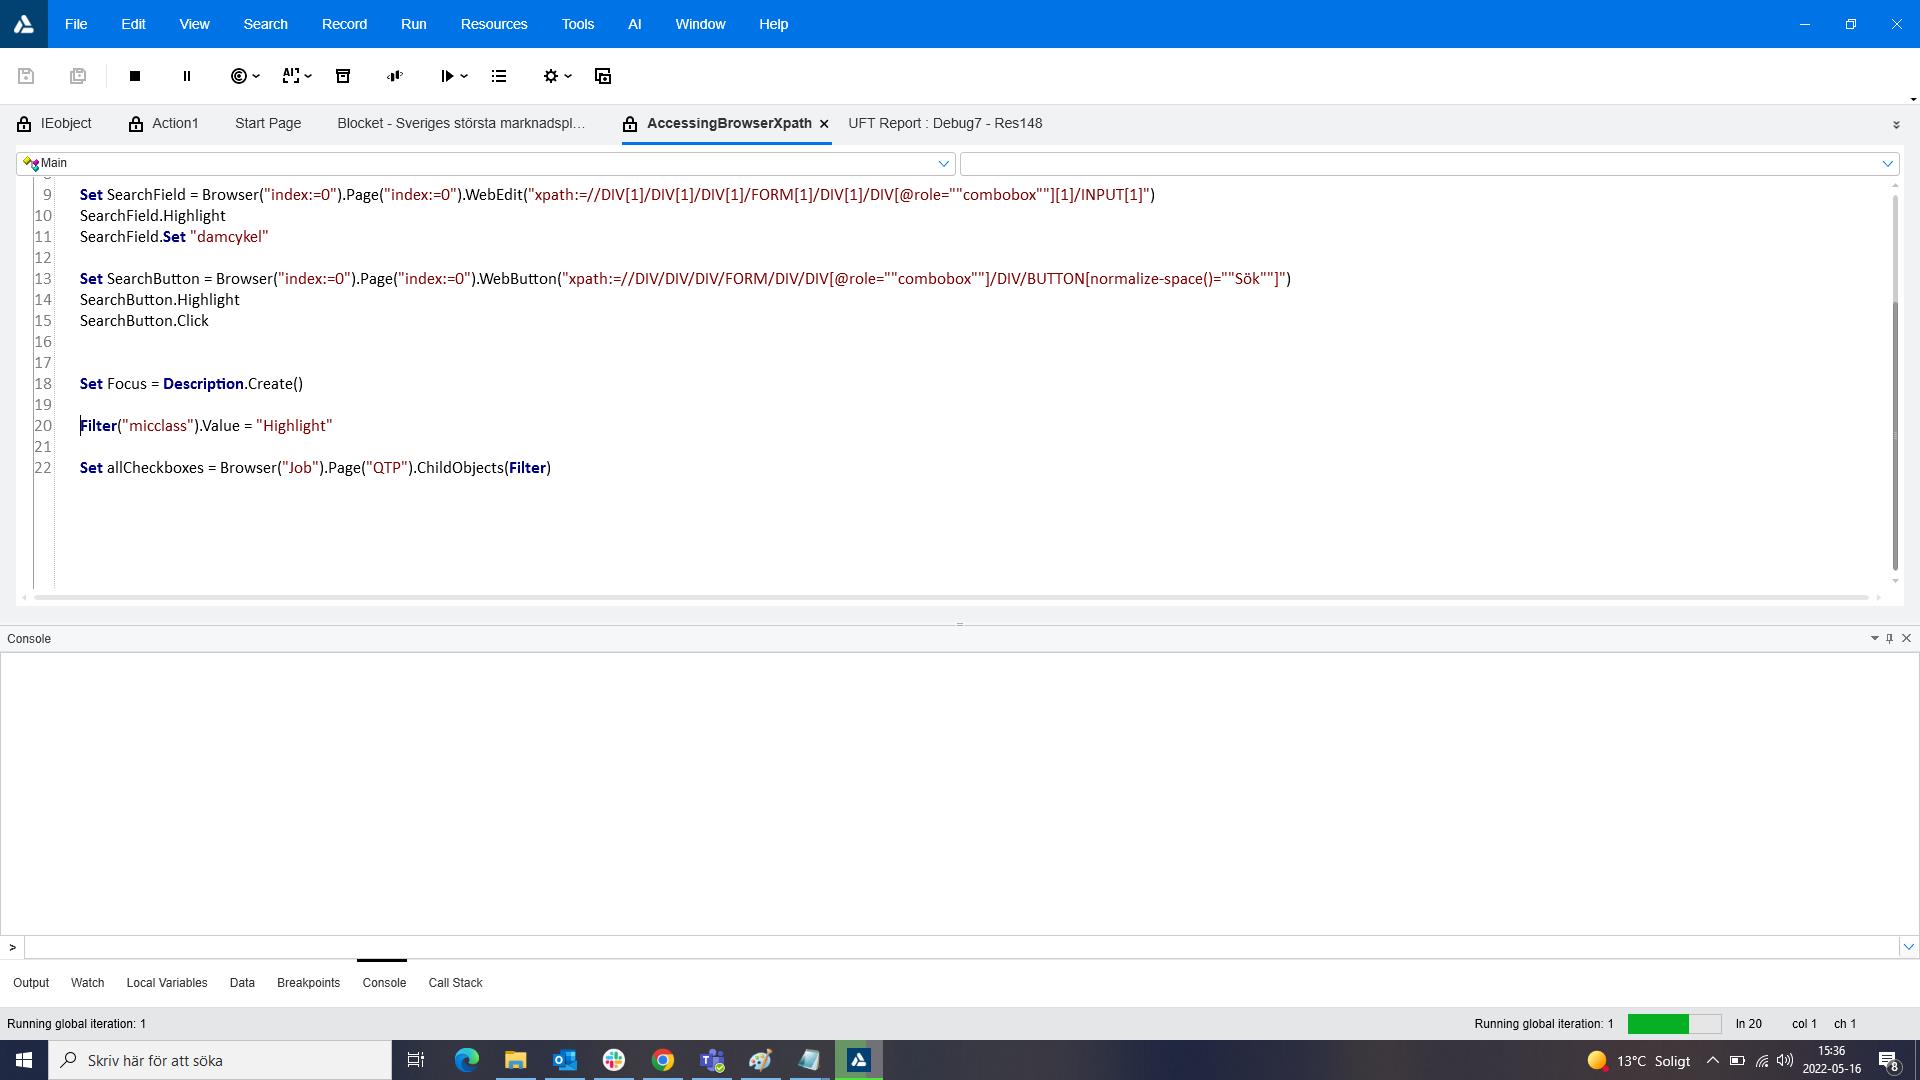 File Edit View Search Record Run Resources Tools AI Window Help
IEobject Action1 Start Page Blocket - Sveriges största marknadspl... AccessingBrowserXpath UFT Report : Debug7 - Res148
Main
9 Set SearchField = Browser("index:=0").Page("index:=0").WebEdit("xpath:=//DIV[1]/DIV[1]/DIV[1]/FORM[1]/DIV[1]/DIV[@role=""combobox""][1]/INPUT[1]")
10 SearchField.Highlight
11 SearchField.Set "damcykel"
12
13 Set SearchButton = Browser("index:=0").Page("index:=0").WebButton("xpath:=//DIV/DIV/DIV/FORM/DIV/DIV[@role=""combobox""]/DIV/BUTTON[normalize-space()=""Sök""]")
14 SearchButton.Highlight
15 SearchButton.Click
16
17
18 Set Focus = Description.Create()
19
20 Filter("micclass").Value = "Highlight"
21
22 Set allCheckboxes = Browser("Job").Page("QTP").ChildObjects(Filter)
Console
>
Output Watch Local Variables Data Breakpoints Console Call Stack
Running global iteration: 1 Running global iteration: 1 ln 20 col 1 ch 1
Skriv här för att söka 13°C Soligt 15:36
2022-05-16 8